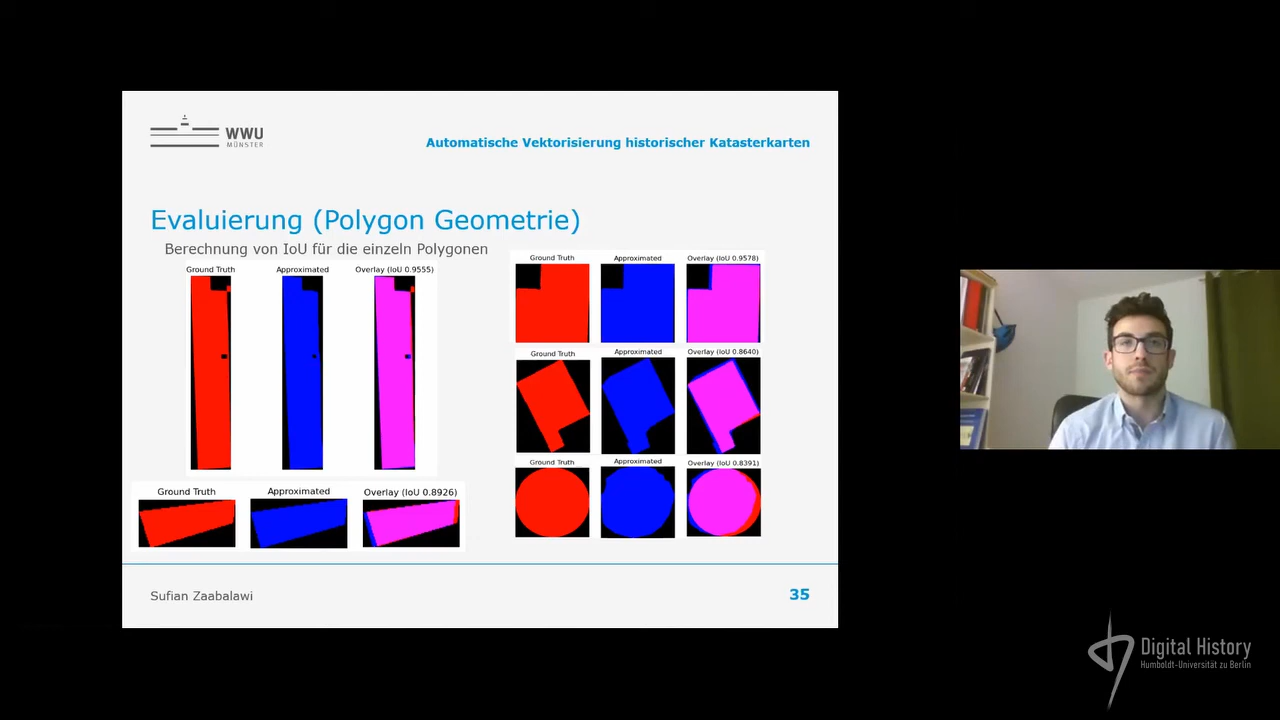 WWU
MÜNSTER
Automatische Vektorisierung historischer Katasterkarten
Evaluierung (Polygon Geometrie)
Berechnung von IoU für die einzeln Polygonen
Ground Truth Approximated Overlay (IoU 0.9555)
Ground Truth Approximated Overlay (IoU 0.8926)
Ground Truth Approximated Overlay (IoU 0.9578)
Ground Truth Approximated Overlay (IoU 0.8640)
Ground Truth Approximated Overlay (IoU 0.8391)
Sufian Zaabalawi
35
Digital History
Humboldt-Universität zu Berlin